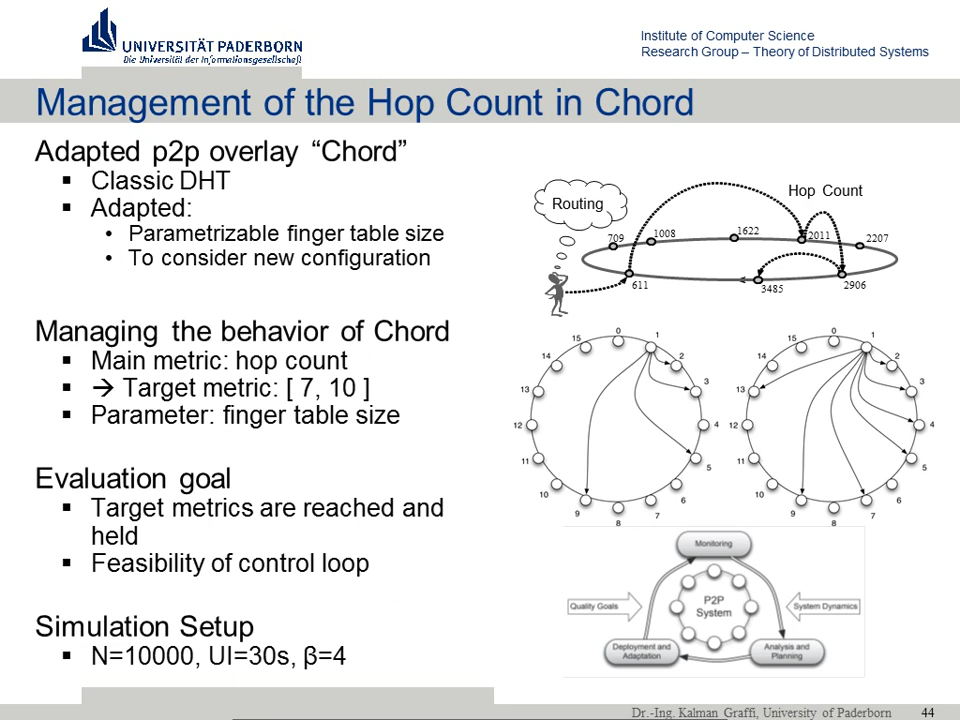 UNIVERSITÄT PADERBORN
Die Universität der Informationsgesellschaft
Institute of Computer Science
Research Group – Theory of Distributed Systems
Management of the Hop Count in Chord
Adapted p2p overlay “Chord”
▪ Classic DHT
▪ Adapted:
• Parametrizable finger table size
• To consider new configuration
Managing the behavior of Chord
▪ Main metric: hop count
▪ → Target metric: [ 7, 10 ]
▪ Parameter: finger table size
Evaluation goal
▪ Target metrics are reached and
held
▪ Feasibility of control loop
Simulation Setup
▪ N=10000, UI=30s, β=4
Routing
Hop Count
709
1008
1622
2011
2207
611
3485
2906
0
1
2
3
4
5
6
7
8
9
10
11
12
13
14
15
0
1
2
3
4
5
6
7
8
9
10
11
12
13
14
15
Monitoring
Quality Goals
P2P
System
System Dynamics
Deployment and
Adaptation
Analysis and
Planning
Dr.-Ing. Kalman Graffi, University of Paderborn
44